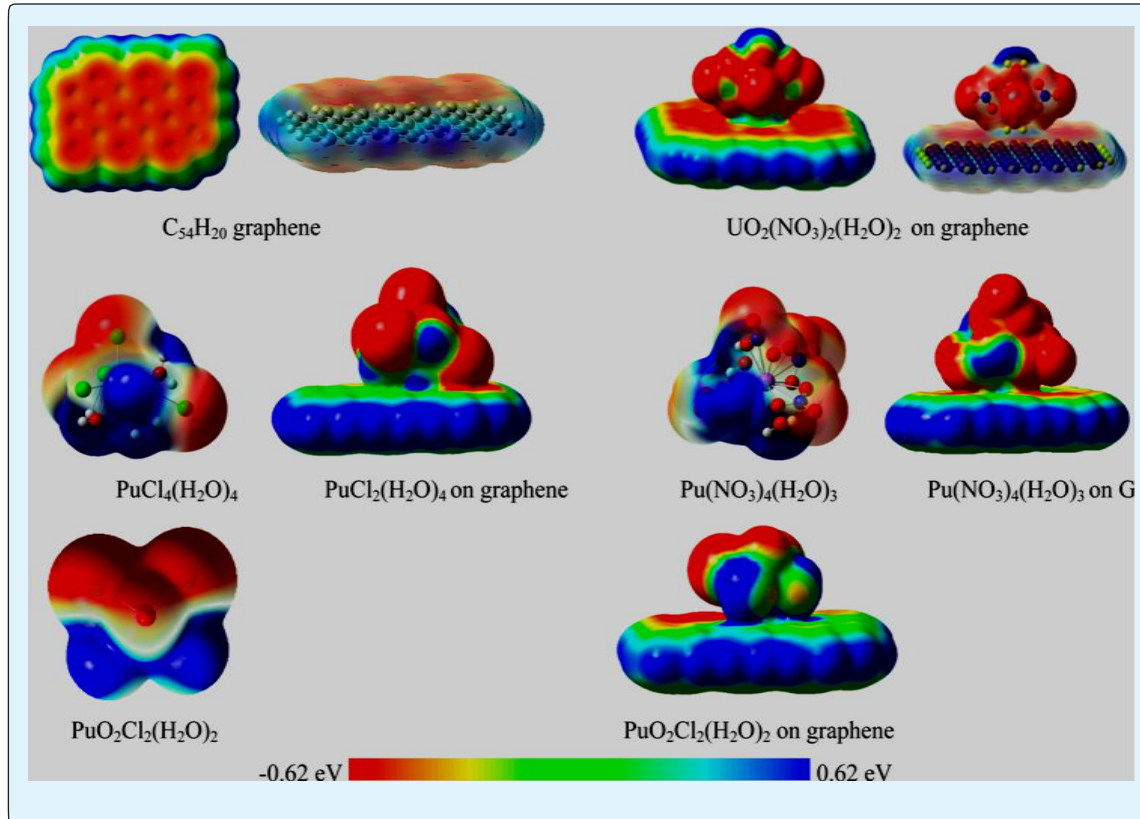 C₅₄H₂₀ graphene
UO₂(NO₃)₂(H₂O)₂ on graphene
PuCl₄(H₂O)₄
PuCl₂(H₂O)₄ on graphene
Pu(NO₃)₄(H₂O)₃
Pu(NO₃)₄(H₂O)₃ on G
PuO₂Cl₂(H₂O)₂
PuO₂Cl₂(H₂O)₂ on graphene
-0.62 eV
0.62 eV